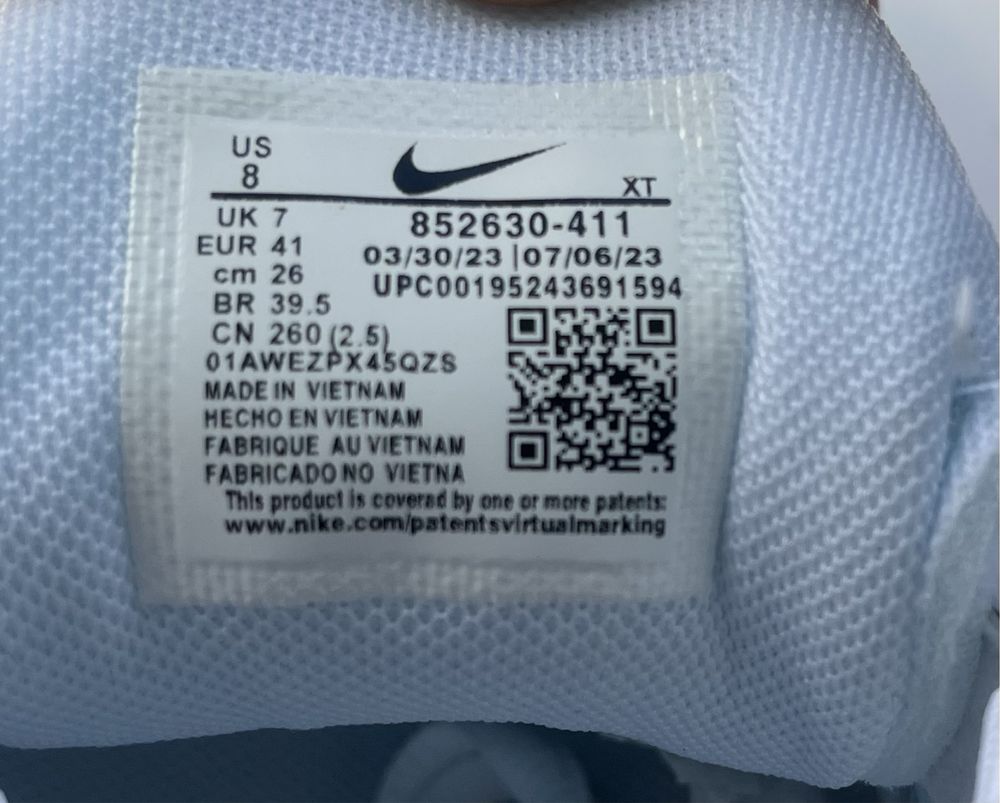 US
8
XT
UK 7
EUR 41
cm 26
BR 39.5
CN 260 (2.5)
01AWEZPX45QZS
852630-411
03/30/23 | 07/06/23
UPC00195243691594
MADE IN VIETNAM
HECHO EN VIETNAM
FABRIQUE AU VIETNAM
FABRICADO NO VIETNA
This product is covered by one or more patents:
www.nike.com/patentsvirtualmarking